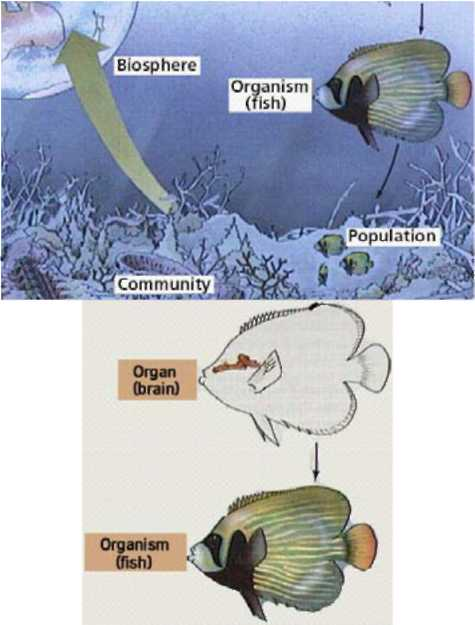 Biosphere
Organism
(fish)
Population
Community
Organ
(brain)
Organism
(fish)